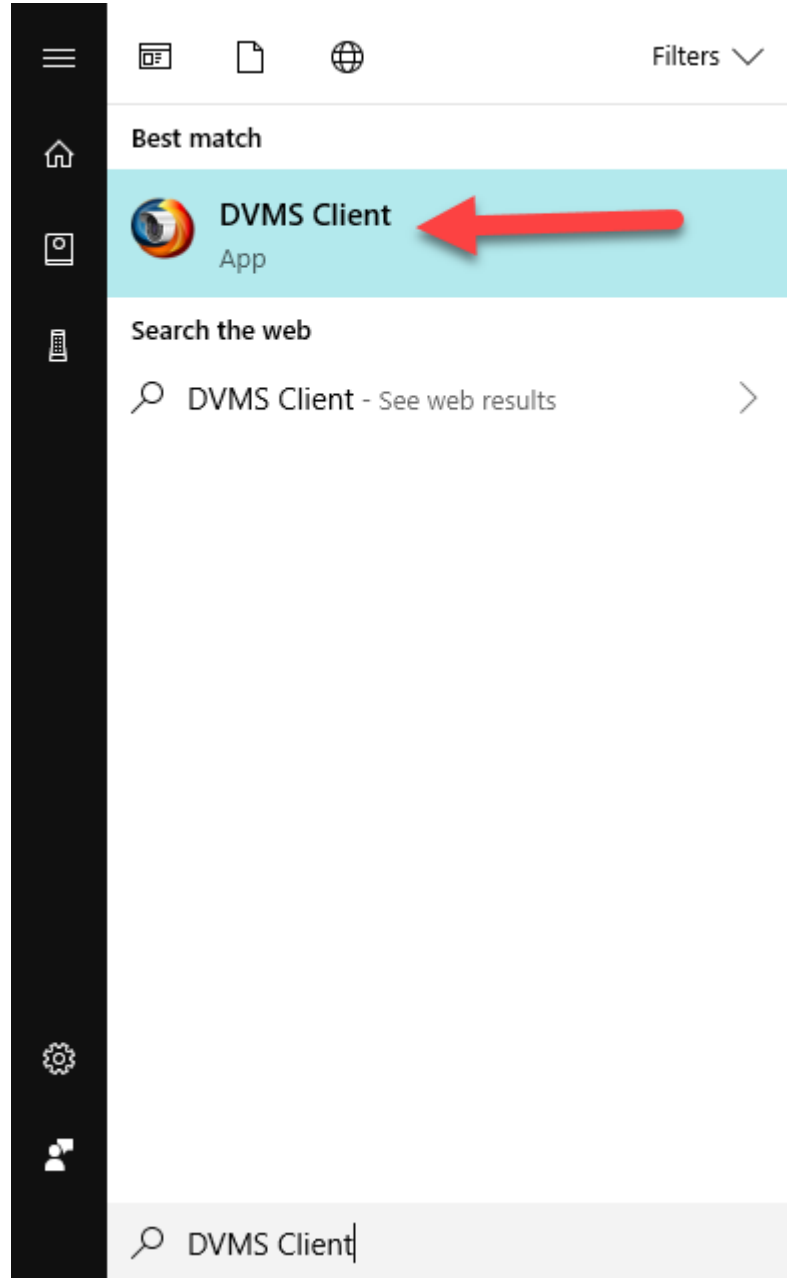 Filters
Best match
DVMS Client
App
Search the web
DVMS Client - See web results
DVMS Client